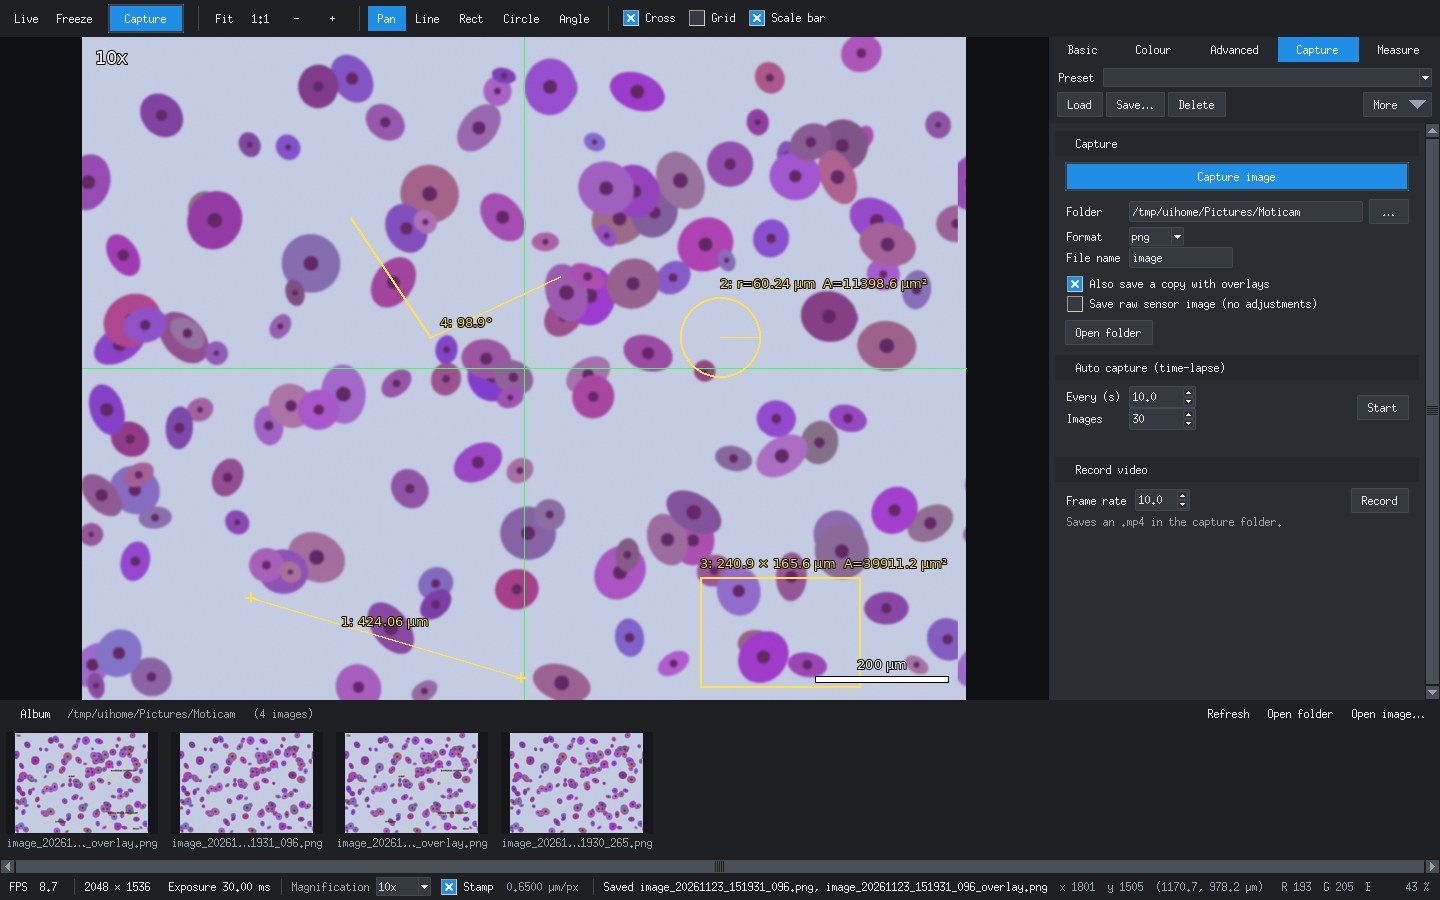 Live Freeze Capture Fit 1:1 - + Pan Line Rect Circle Angle Cross Grid Scale bar
10x
2: r=60.24 µm A=11398.6 µm²
4: 98.9°
3: 240.9 × 165.6 µm A=39911.2 µm²
1: 424.06 µm
200 µm
Basic Colour Advanced Capture Measure
Preset
Load Save... Delete More
Capture
Capture image
Folder /tmp/uihome/Pictures/Moticam ...
Format png
File name image
Also save a copy with overlays
Save raw sensor image (no adjustments)
Open folder
Auto capture (time-lapse)
Every (s) 10.0
Start
Images 30
Record video
Frame rate 10.0 Record
Saves an .mp4 in the capture folder.
Album /tmp/uihome/Pictures/Moticam (4 images) Refresh Open folder Open image...
image_20261..._overlay.png image_20261...1931_096.png image_20261..._overlay.png image_20261...1930_265.png
FPS 8.7 2048 × 1536 Exposure 30.00 ms Magnification 10x Stamp 0.6500 µm/px Saved image_20261123_151931_096.png, image_20261123_151931_096_overlay.png x 1801 y 1505 (1170.7, 978.2 µm) R 193 G 205 43 %